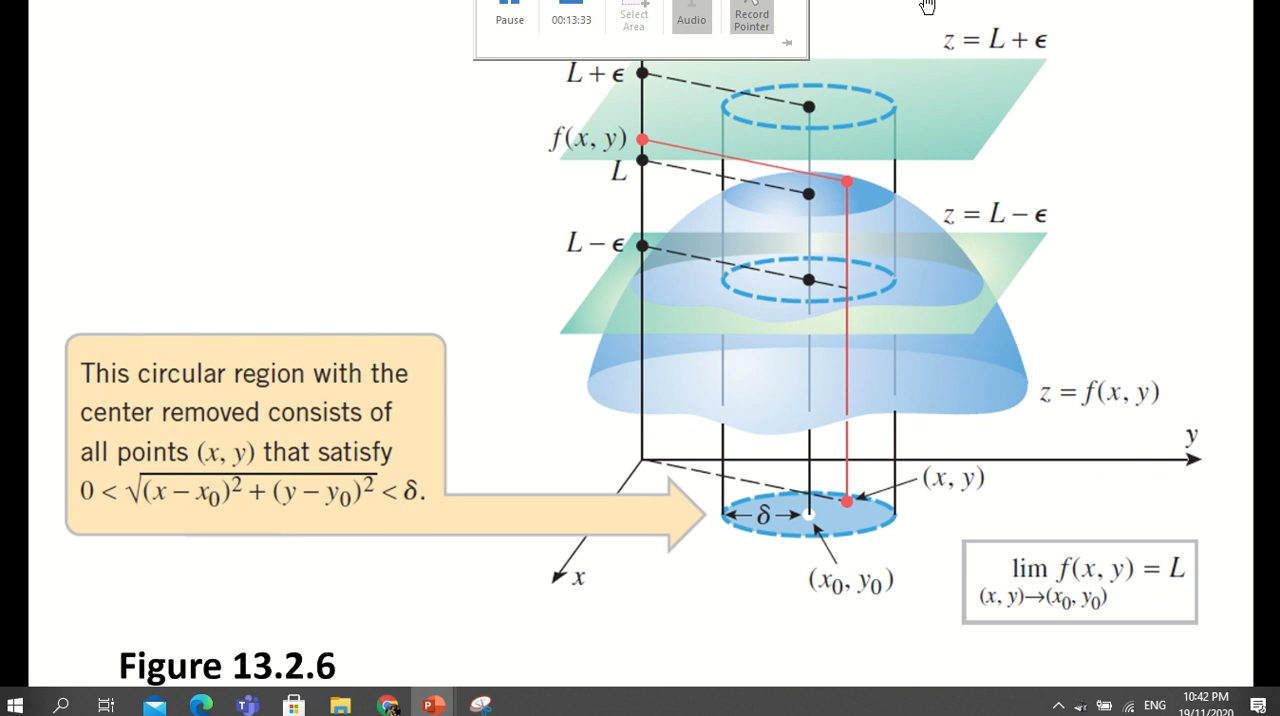 Pause
00:13:33
Select
Area
Audio
Record
Pointer
z = L + ϵ
L + ϵ
f(x, y)
L
z = L − ϵ
L − ϵ
This circular region with the
center removed consists of
all points (x, y) that satisfy
0 < √(x − x₀)² + (y − y₀)² < δ.
z = f(x, y)
y
(x, y)
δ
x
(x₀, y₀)
lim f(x, y) = L
(x, y)→(x₀, y₀)
Figure 13.2.6
10:42 PM
ENG
19/11/2020